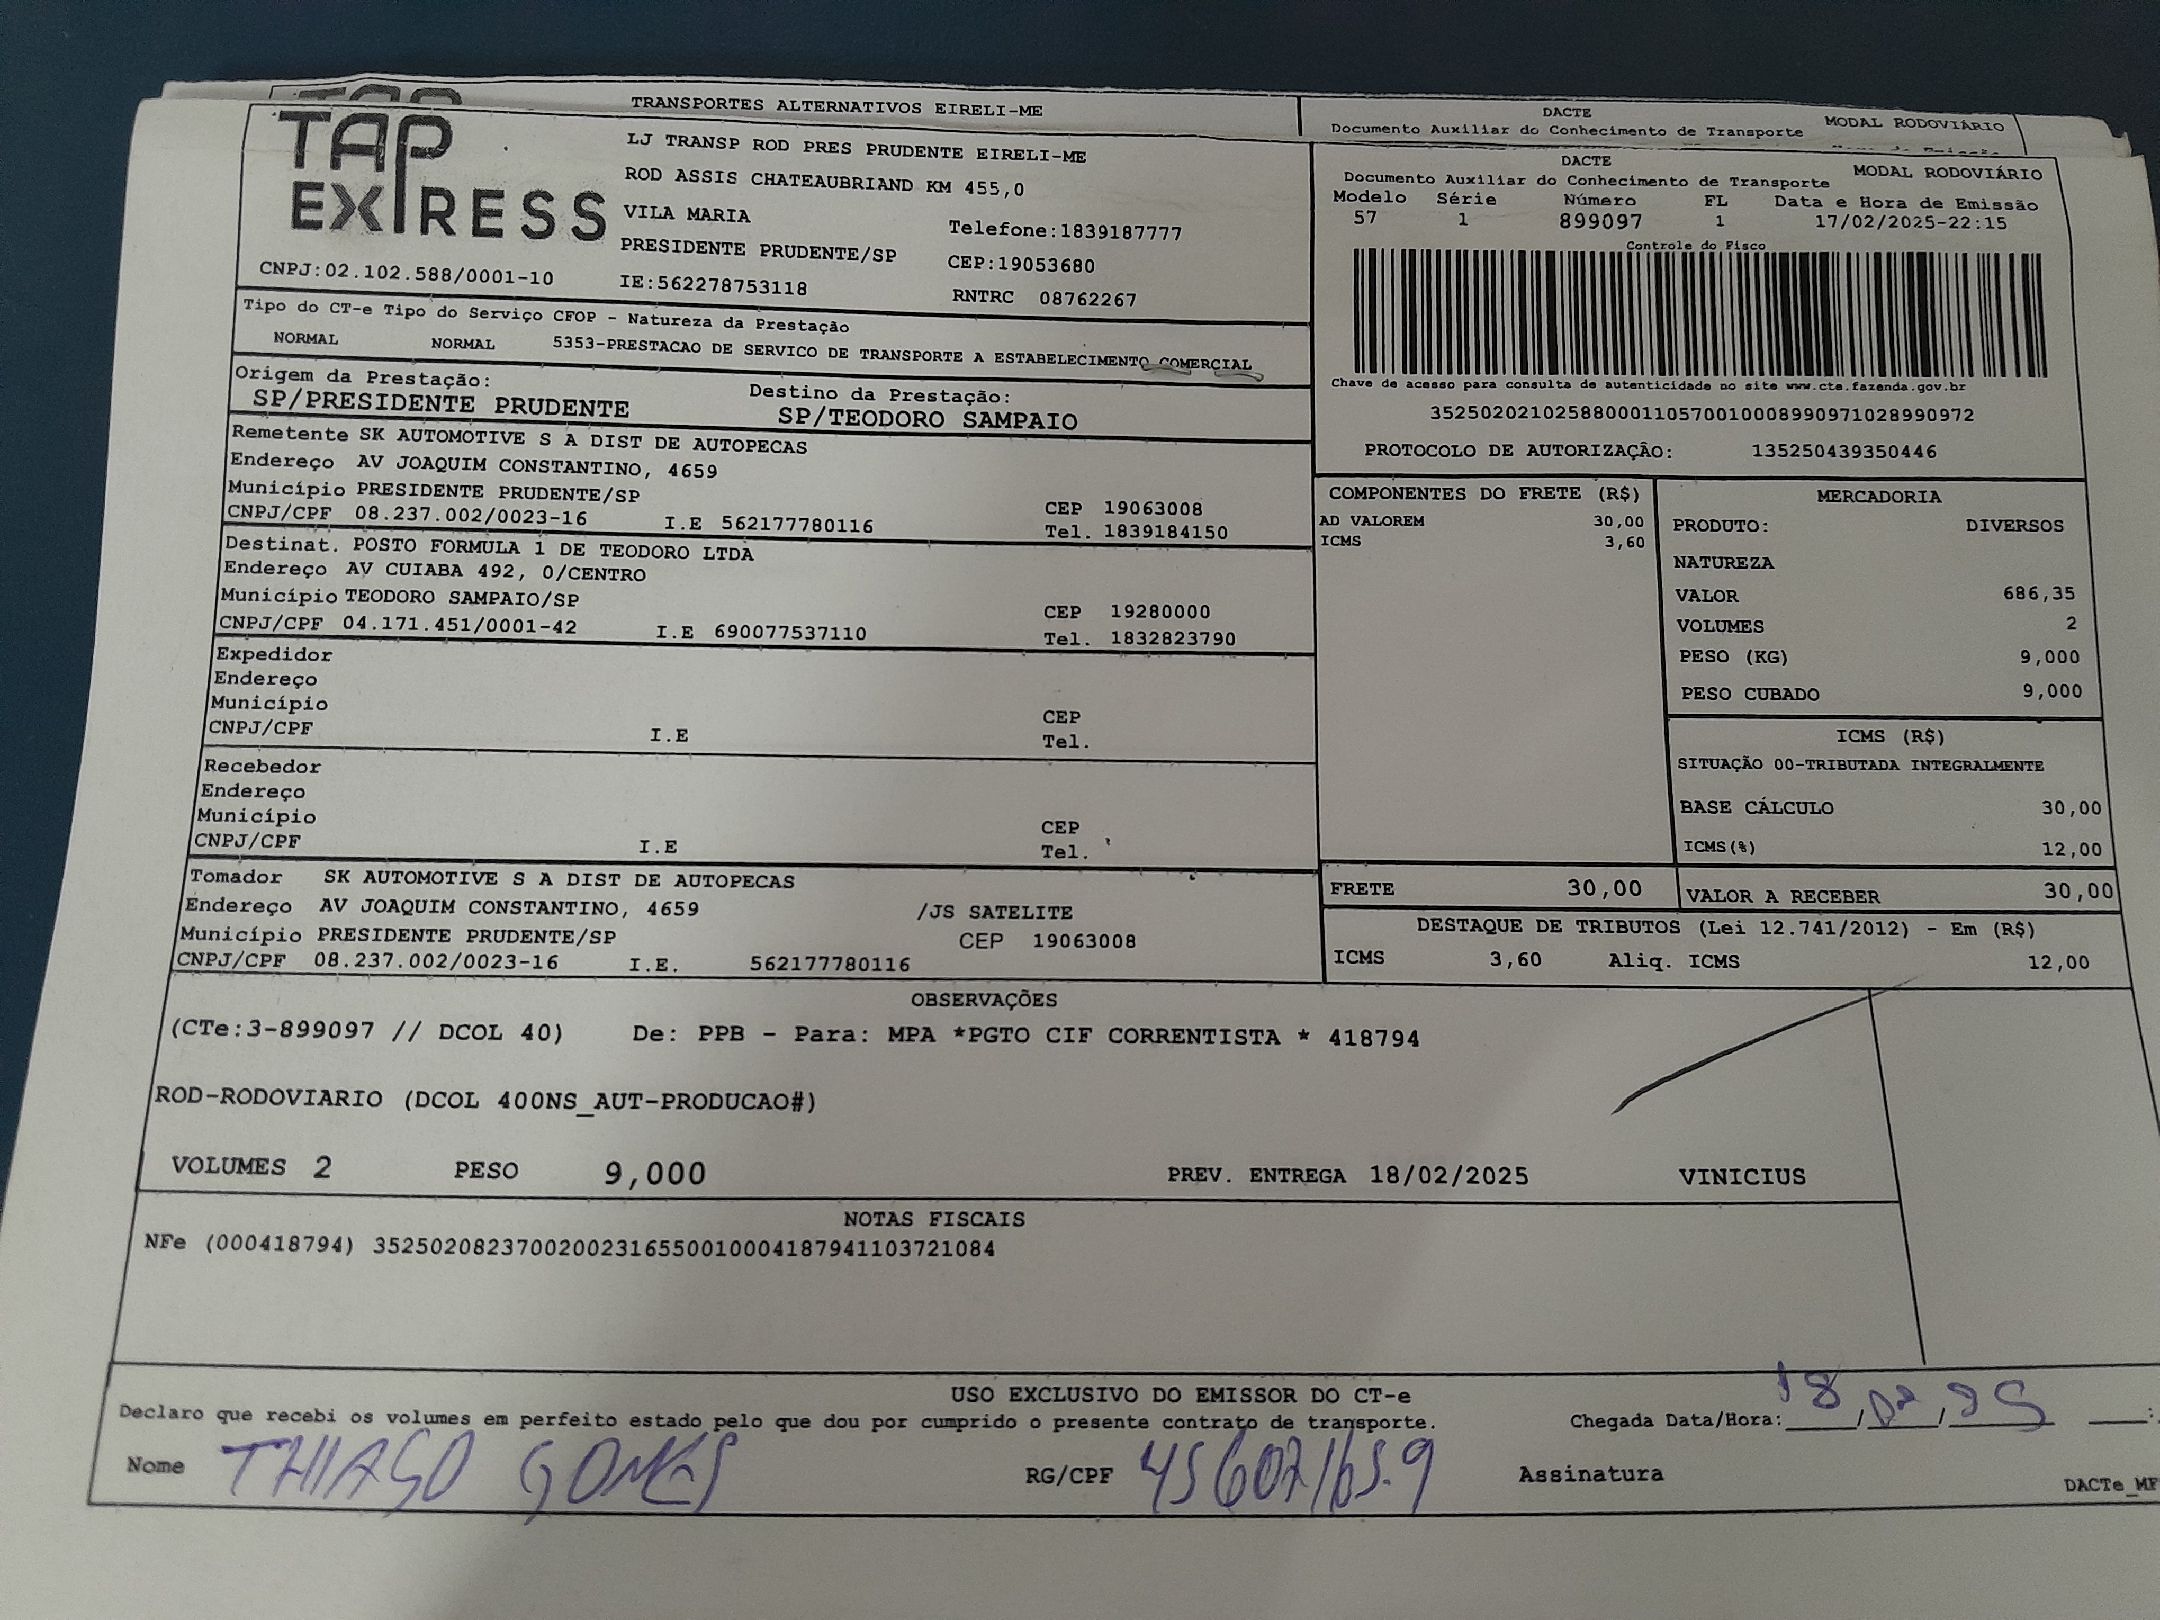 TRANSPORTES ALTERNATIVOS EIRELI-ME
DACTE
Documento Auxiliar do Conhecimento de Transporte
MODAL RODOVIÁRIO
TAP EXPRESS
CNPJ:02.102.588/0001-10
LJ TRANSP ROD PRES PRUDENTE EIRELI-ME
ROD ASSIS CHATEAUBRIAND KM 455,0
VILA MARIA
Telefone:1839187777
PRESIDENTE PRUDENTE/SP
CEP:19053680
IE:562278753118
RNTRC 08762267
DACTE
Documento Auxiliar do Conhecimento de Transporte
MODAL RODOVIÁRIO
Modelo Série Número FL Data e Hora de Emissão
57 1 899097 1 17/02/2025-22:15
Controle do Fisco
Chave de acesso para consulta de autenticidade no site www.cte.fazenda.gov.br
35250202102588000110570010008990971028990972
PROTOCOLO DE AUTORIZAÇÃO: 135250439350446
Tipo do CT-e Tipo do Serviço CFOP - Natureza da Prestação
NORMAL NORMAL 5353-PRESTACAO DE SERVICO DE TRANSPORTE A ESTABELECIMENTO COMERCIAL
Origem da Prestação: Destino da Prestação:
SP/PRESIDENTE PRUDENTE SP/TEODORO SAMPAIO
Remetente SK AUTOMOTIVE S A DIST DE AUTOPECAS
Endereço AV JOAQUIM CONSTANTINO, 4659
Município PRESIDENTE PRUDENTE/SP CEP 19063008
CNPJ/CPF 08.237.002/0023-16 I.E 562177780116 Tel. 1839184150
Destinat. POSTO FORMULA 1 DE TEODORO LTDA
Endereço AV CUIABA 492, 0/CENTRO
Município TEODORO SAMPAIO/SP CEP 19280000
CNPJ/CPF 04.171.451/0001-42 I.E 690077537110 Tel. 1832823790
Expedidor
Endereço
Município CEP
CNPJ/CPF I.E Tel.
Recebedor
Endereço
Município CEP
CNPJ/CPF I.E Tel.
Tomador SK AUTOMOTIVE S A DIST DE AUTOPECAS
Endereço AV JOAQUIM CONSTANTINO, 4659 /JS SATELITE
Município PRESIDENTE PRUDENTE/SP CEP 19063008
CNPJ/CPF 08.237.002/0023-16 I.E. 562177780116
COMPONENTES DO FRETE (R$)
AD VALOREM 30,00
ICMS 3,60
MERCADORIA
PRODUTO: DIVERSOS
NATUREZA
VALOR 686,35
VOLUMES 2
PESO (KG) 9,000
PESO CUBADO 9,000
ICMS (R$)
SITUAÇÃO 00-TRIBUTADA INTEGRALMENTE
BASE CÁLCULO 30,00
ICMS(%) 12,00
FRETE 30,00 VALOR A RECEBER 30,00
DESTAQUE DE TRIBUTOS (Lei 12.741/2012) - Em (R$)
ICMS 3,60 Aliq. ICMS 12,00
OBSERVAÇÕES
(CTe:3-899097 // DCOL 40) De: PPB - Para: MPA *PGTO CIF CORRENTISTA * 418794
ROD-RODOVIARIO (DCOL 400NS_AUT-PRODUCAO#)
VOLUMES 2 PESO 9,000 PREV. ENTREGA 18/02/2025 VINICIUS
NOTAS FISCAIS
NFe (000418794) 35250208237002002316550010004187941103721084
USO EXCLUSIVO DO EMISSOR DO CT-e
Declaro que recebi os volumes em perfeito estado pelo que dou por cumprido o presente contrato de transporte. Chegada Data/Hora: 18/02/25 :
Nome THIAGO GOMES RG/CPF Assinatura
DACTe_MF